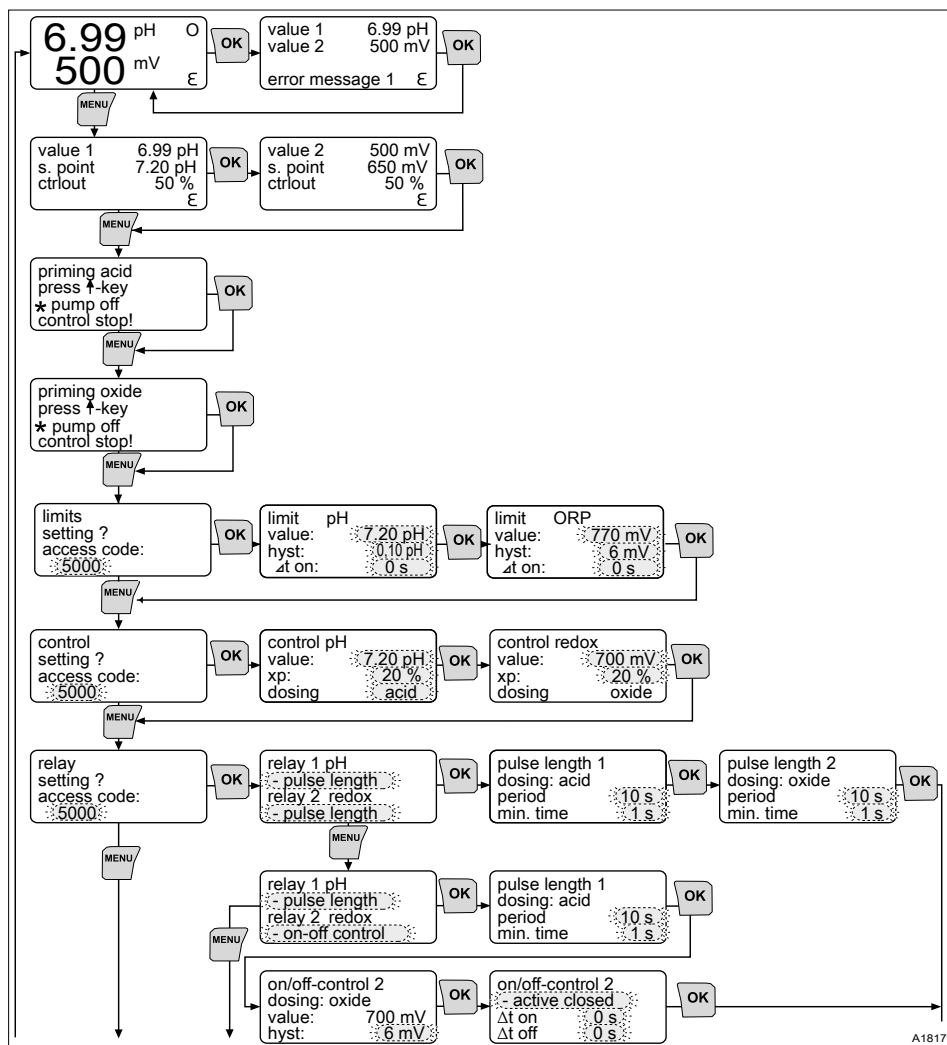 6.99 pH O
500 mV ε
OK
value 1 6.99 pH
value 2 500 mV
error message 1 ε
OK
MENU
value 1 6.99 pH
s. point 7.20 pH
ctrlout 50 %
ε
OK
value 2 500 mV
s. point 650 mV
ctrlout 50 %
ε
OK
MENU
priming acid
press ↑-key
* pump off
control stop!
OK
MENU
priming oxide
press ↑-key
* pump off
control stop!
OK
MENU
limits
setting ?
access code:
5000
OK
limit pH
value: 7.20 pH
hyst: 0.10 pH
⊿t on: 0 s
OK
limit ORP
value: 770 mV
hyst: 6 mV
⊿t on: 0 s
OK
MENU
control
setting ?
access code:
5000
OK
control pH
value: 7.20 pH
xp: 20 %
dosing acid
OK
control redox
value: 700 mV
xp: 20 %
dosing oxide
OK
MENU
relay
setting ?
access code:
5000
OK
relay 1 pH
- pulse length
relay 2 redox
- pulse length
OK
pulse length 1
dosing: acid
period 10 s
min. time 1 s
OK
pulse length 2
dosing: oxide
period 10 s
min. time 1 s
OK
MENU
MENU
relay 1 pH
- pulse length
relay 2 redox
- on-off control
OK
pulse length 1
dosing: acid
period 10 s
min. time 1 s
OK
MENU
on/off-control 2
dosing: oxide
value: 700 mV
hyst: 6 mV
OK
on/off-control 2
- active closed
Δt on 0 s
Δt off 0 s
OK
A1817